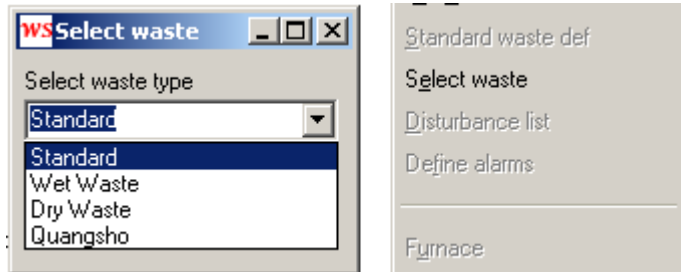 WS Select waste
Select waste type
Standard
Standard
Wet Waste
Dry Waste
Quangsho
:
Standard waste def
Select waste
Disturbance list
Define alarms
Furnace